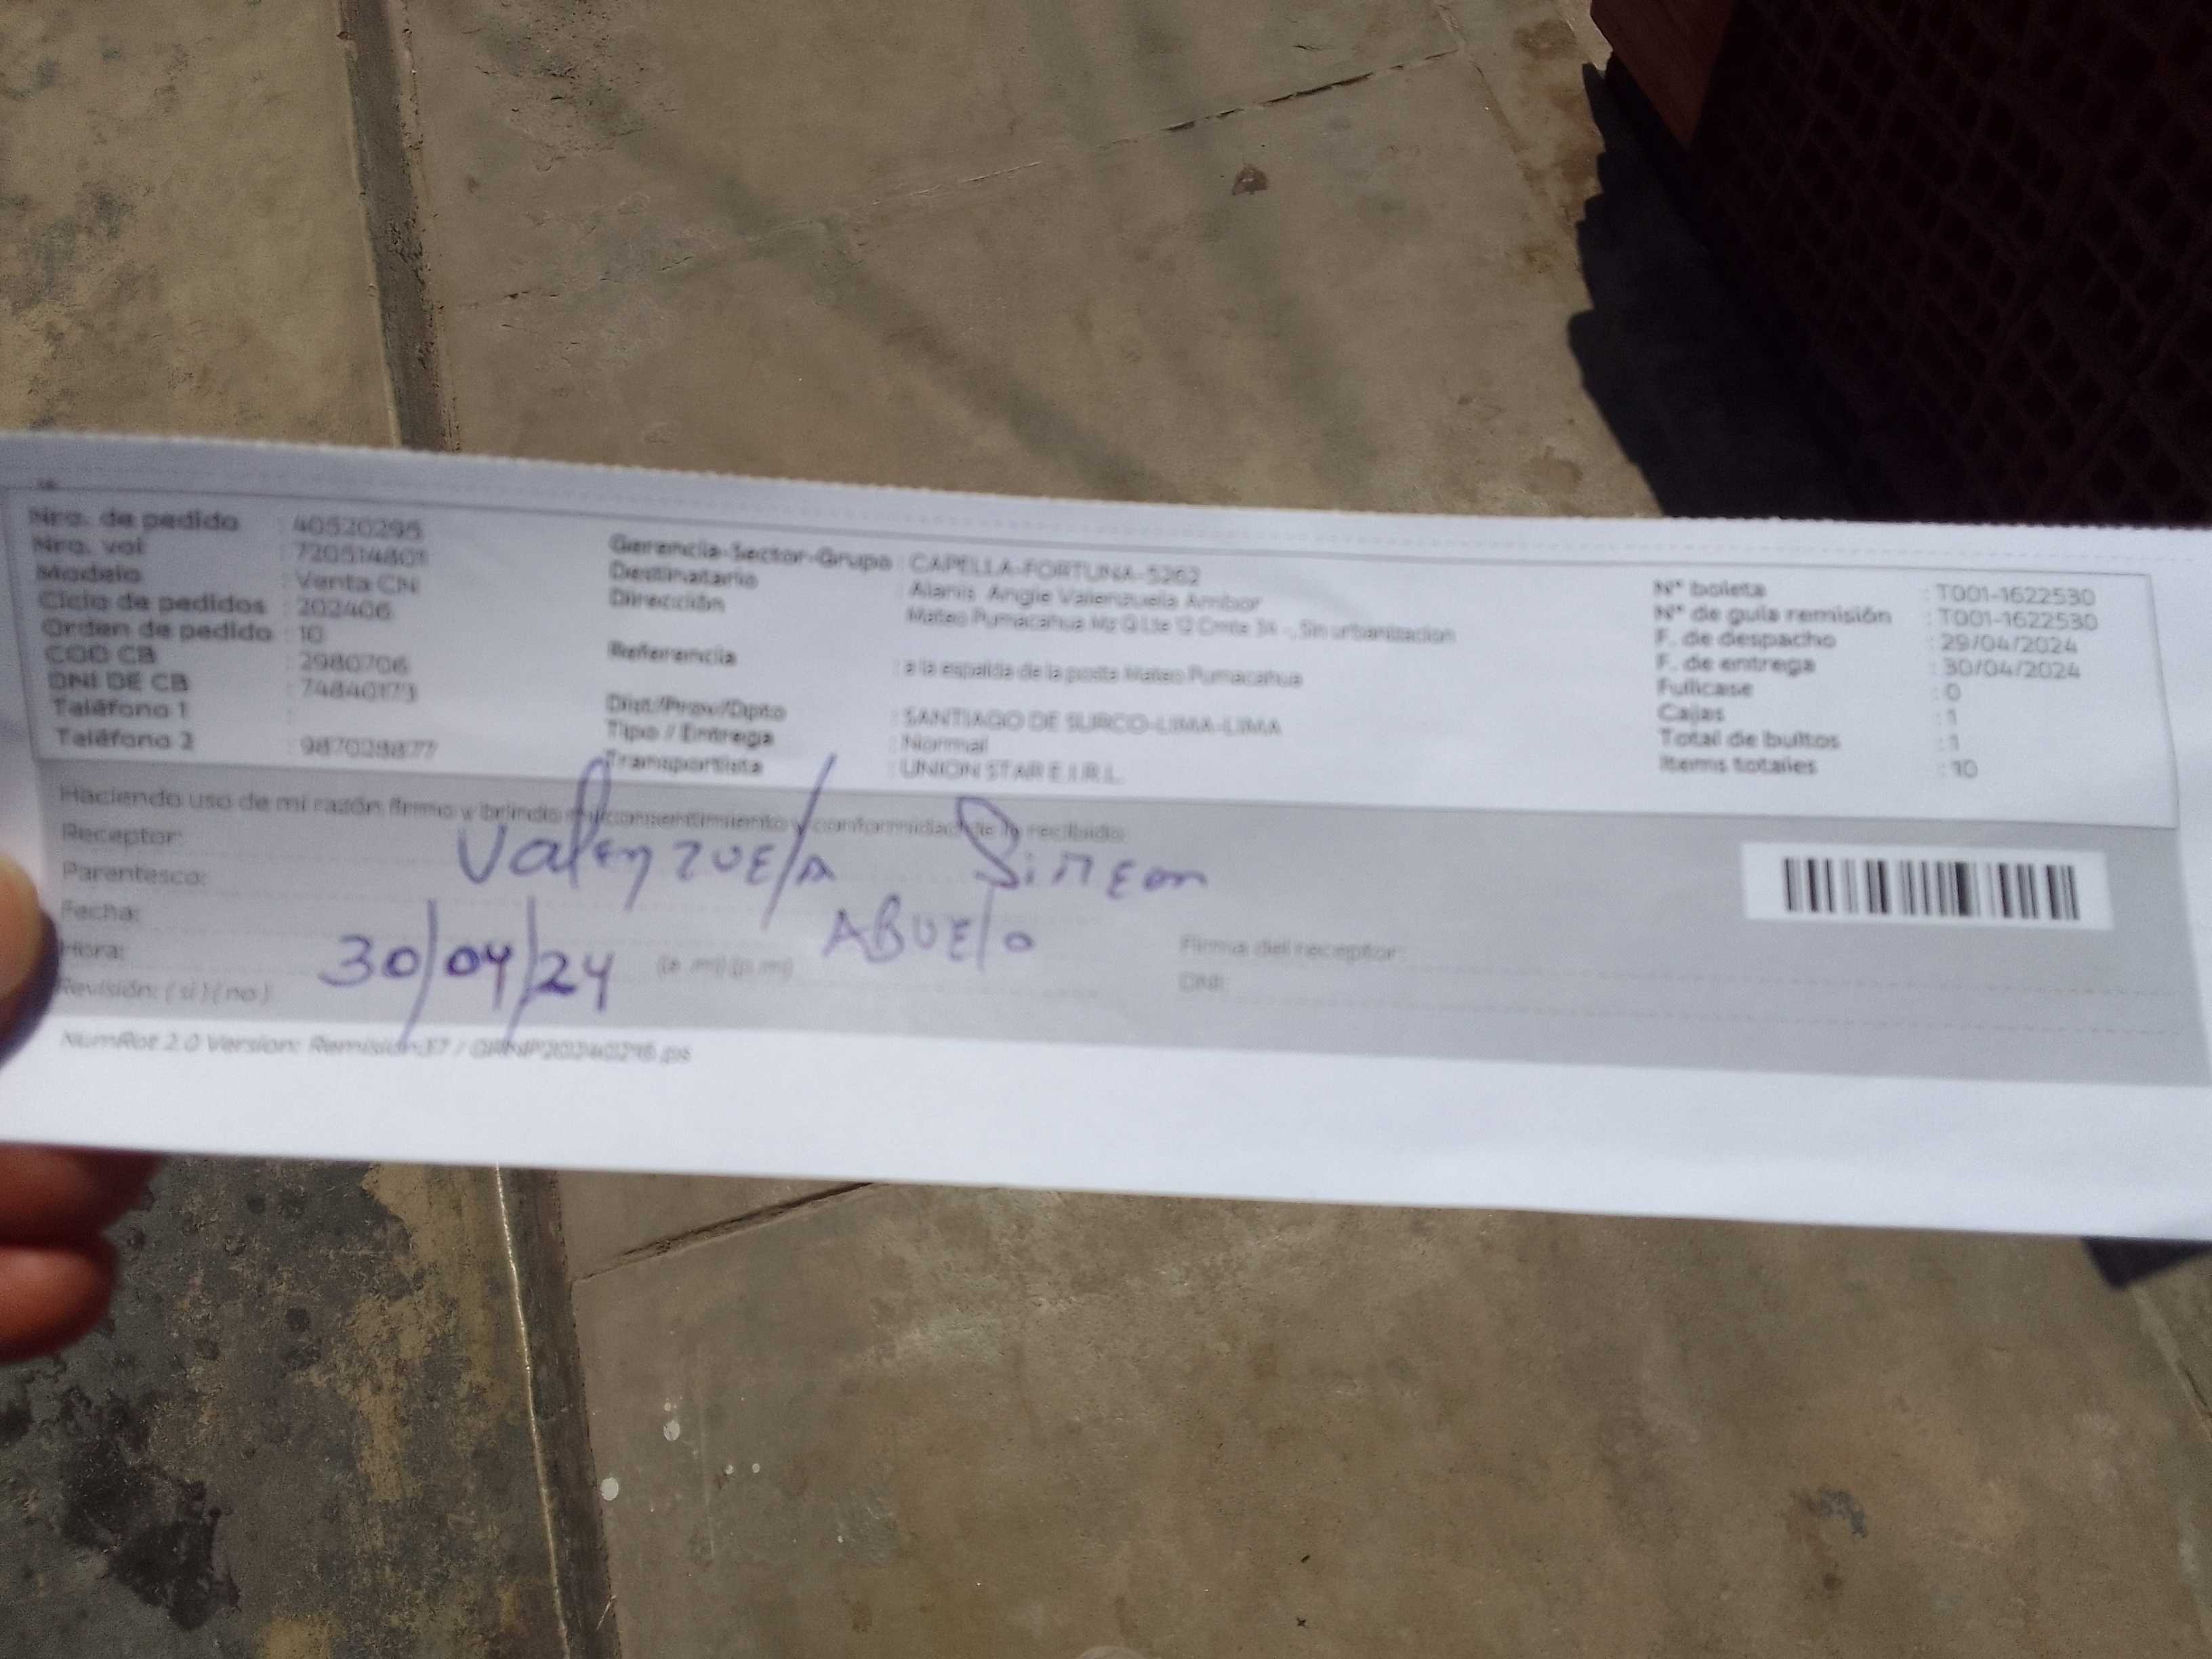 Nro. de pedido : 40520295
Nro. vol : 720514801
Modelo : Venta CN
Ciclo de pedidos : 202406
Orden de pedido : 10
COD CB : 2980706
DNI DE CB : 74840173
Teléfono 1 :
Teléfono 2 : 987028877
Gerencia-Sector-Grupo : CAPELLA-FORTUNA-5262
Destinatario : Alanis Angie Valenzuela
Dirección : Mateo Pumacahua Mz Q Lte 12 Cmte 34 -, Sin urbanizacion
Referencia : a la espalda de la posta Mateo Pumacahua
Dist/Prov/Dpto : SANTIAGO DE SURCO-LIMA-LIMA
Tipo / Entrega : Normal
Transportista : UNION STAR E.I.R.L.
N° boleta : T001-1622530
N° de guía remisión : T001-1622530
F. de despacho : 29/04/2024
F. de entrega : 30/04/2024
Fullcase : 0
Cajas : 1
Total de bultos : 1
Items totales : 10
Haciendo uso de mi razón, firmo y brindo mi consentimiento y conformidad de lo recibido:
Receptor: Valenzuela Simeon
Parentesco: ABUElo
Fecha: 30/04/24
Hora: (a. m) (p. m)
Revisión: ( si ) ( no )
Firma del receptor:
DNI:
NumRot 2.0 Version: Remision37 /